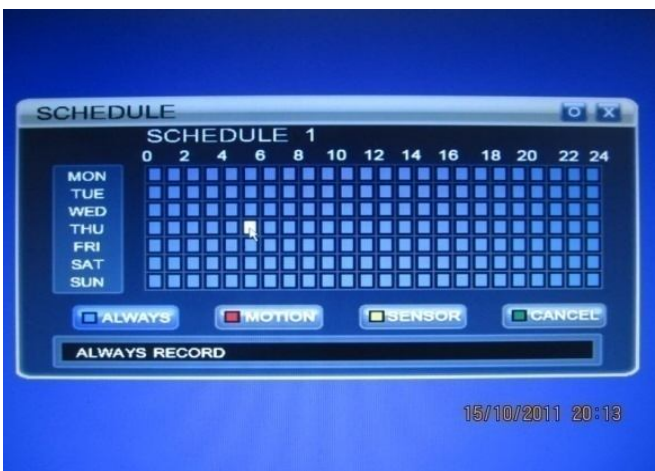 SCHEDULE
SCHEDULE 1
0 2 4 6 8 10 12 14 16 18 20 22 24
MON
TUE
WED
THU
FRI
SAT
SUN
ALWAYS MOTION SENSOR CANCEL
ALWAYS RECORD
15/10/2011 20:13